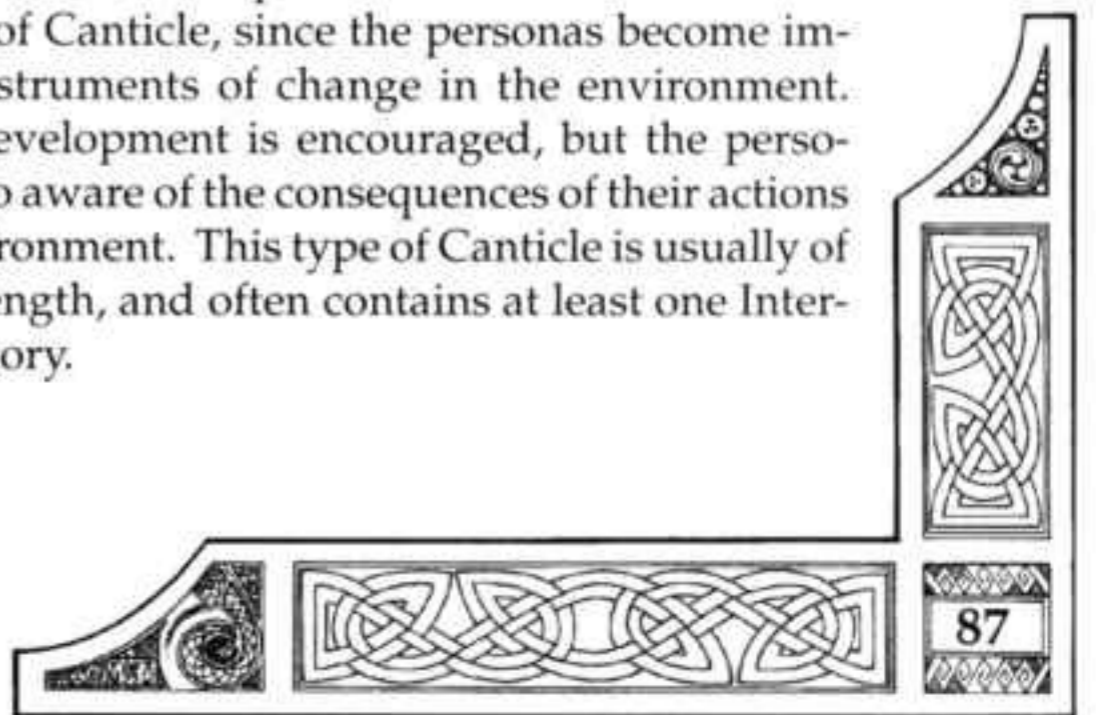 of Canticle, since the personas become im-
struments of change in the environment.
evelopment is encouraged, but the perso-
o aware of the consequences of their actions
ronment. This type of Canticle is usually of
ength, and often contains at least one Inter-
ory.
87